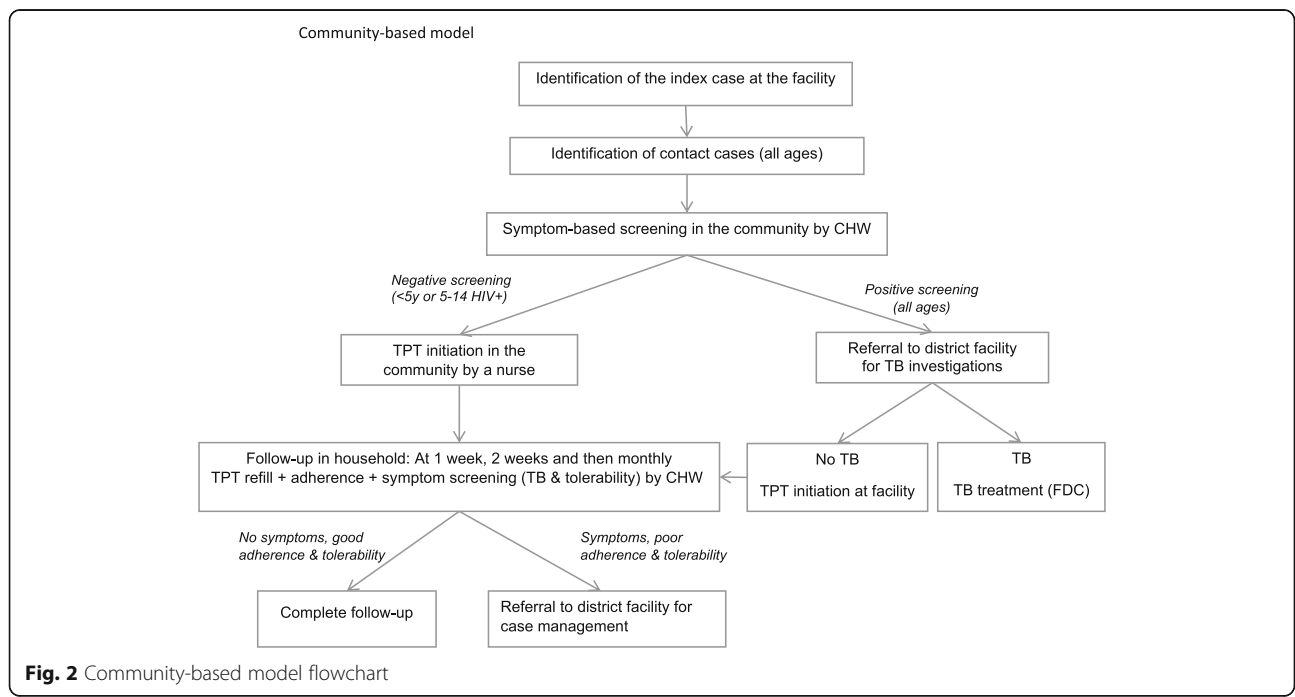 Community-based model
Identification of the index case at the facility
Identification of contact cases (all ages)
Symptom-based screening in the community by CHW
Negative screening
(<5y or 5-14 HIV+)
Positive screening
(all ages)
TPT initiation in the
community by a nurse
Referral to district facility
for TB investigations
Follow-up in household: At 1 week, 2 weeks and then monthly
TPT refill + adherence + symptom screening (TB & tolerability) by CHW
No TB
TPT initiation at facility
TB
TB treatment (FDC)
No symptoms, good
adherence & tolerability
Symptoms, poor
adherence & tolerability
Complete follow-up
Referral to district facility for
case management
Fig. 2 Community-based model flowchart